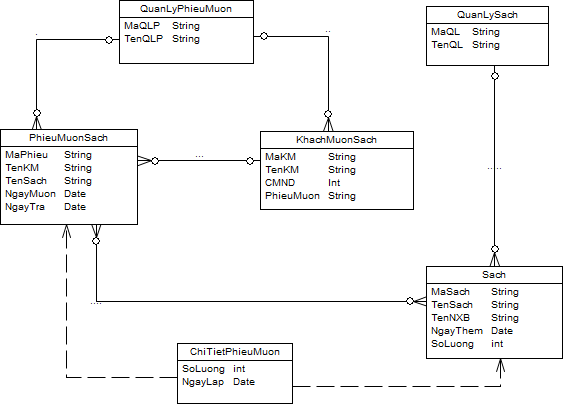 QuanLyPhieuMuon
MaQLP String
TenQLP String
QuanLySach
MaQL String
TenQL String
PhieuMuonSach
MaPhieu String
TenKM String
TenSach String
NgayMuon Date
NgayTra Date
KhachMuonSach
MaKM String
TenKM String
CMND Int
PhieuMuon String
Sach
MaSach String
TenSach String
TenNXB String
NgayThem Date
SoLuong int
ChiTietPhieuMuon
SoLuong int
NgayLap Date